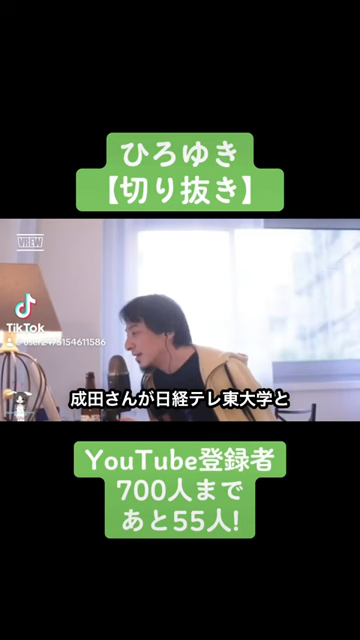 ひろゆき
【切り抜き】
VREW
TikTok
成田さんが日経テレ東大学と
YouTube登録者
700人まで
あと55人!